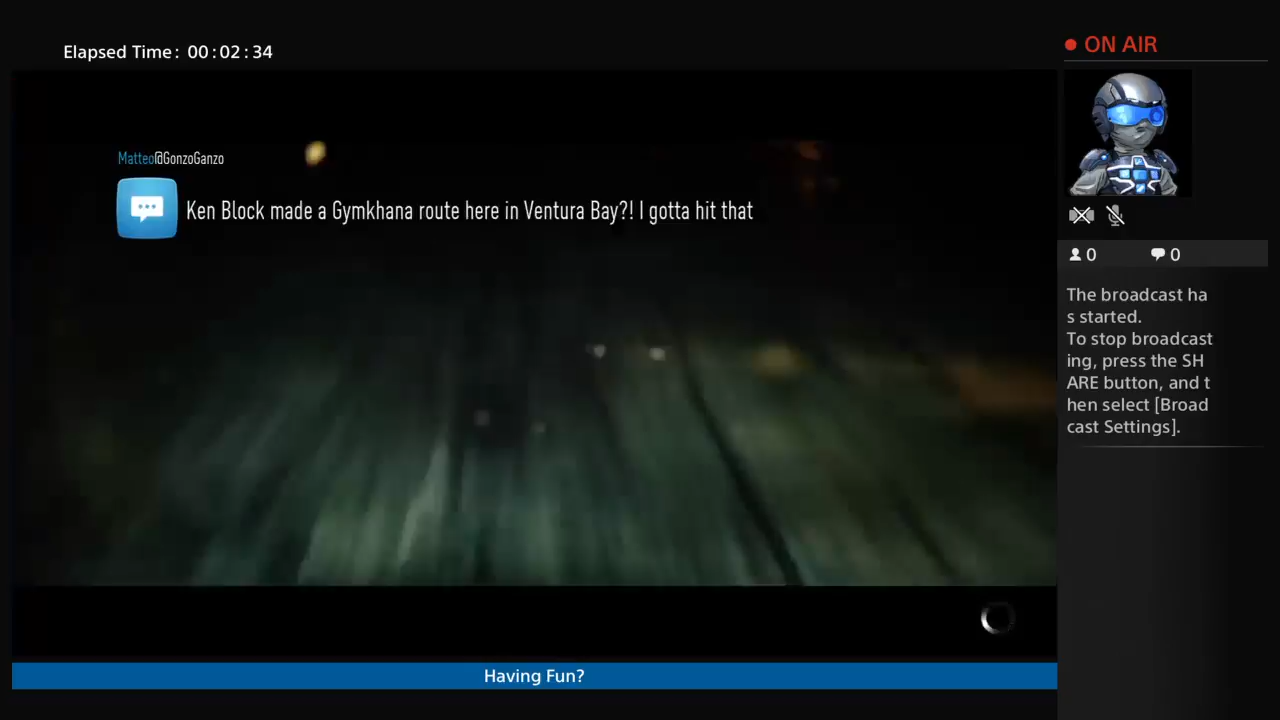 Elapsed Time: 00:02:34
ON AIR
Matteo@GonzoGanzo
Ken Block made a Gymkhana route here in Ventura Bay?! I gotta hit that
0 0
The broadcast ha
s started.
To stop broadcast
ing, press the SH
ARE button, and t
hen select [Broad
cast Settings].
Having Fun?